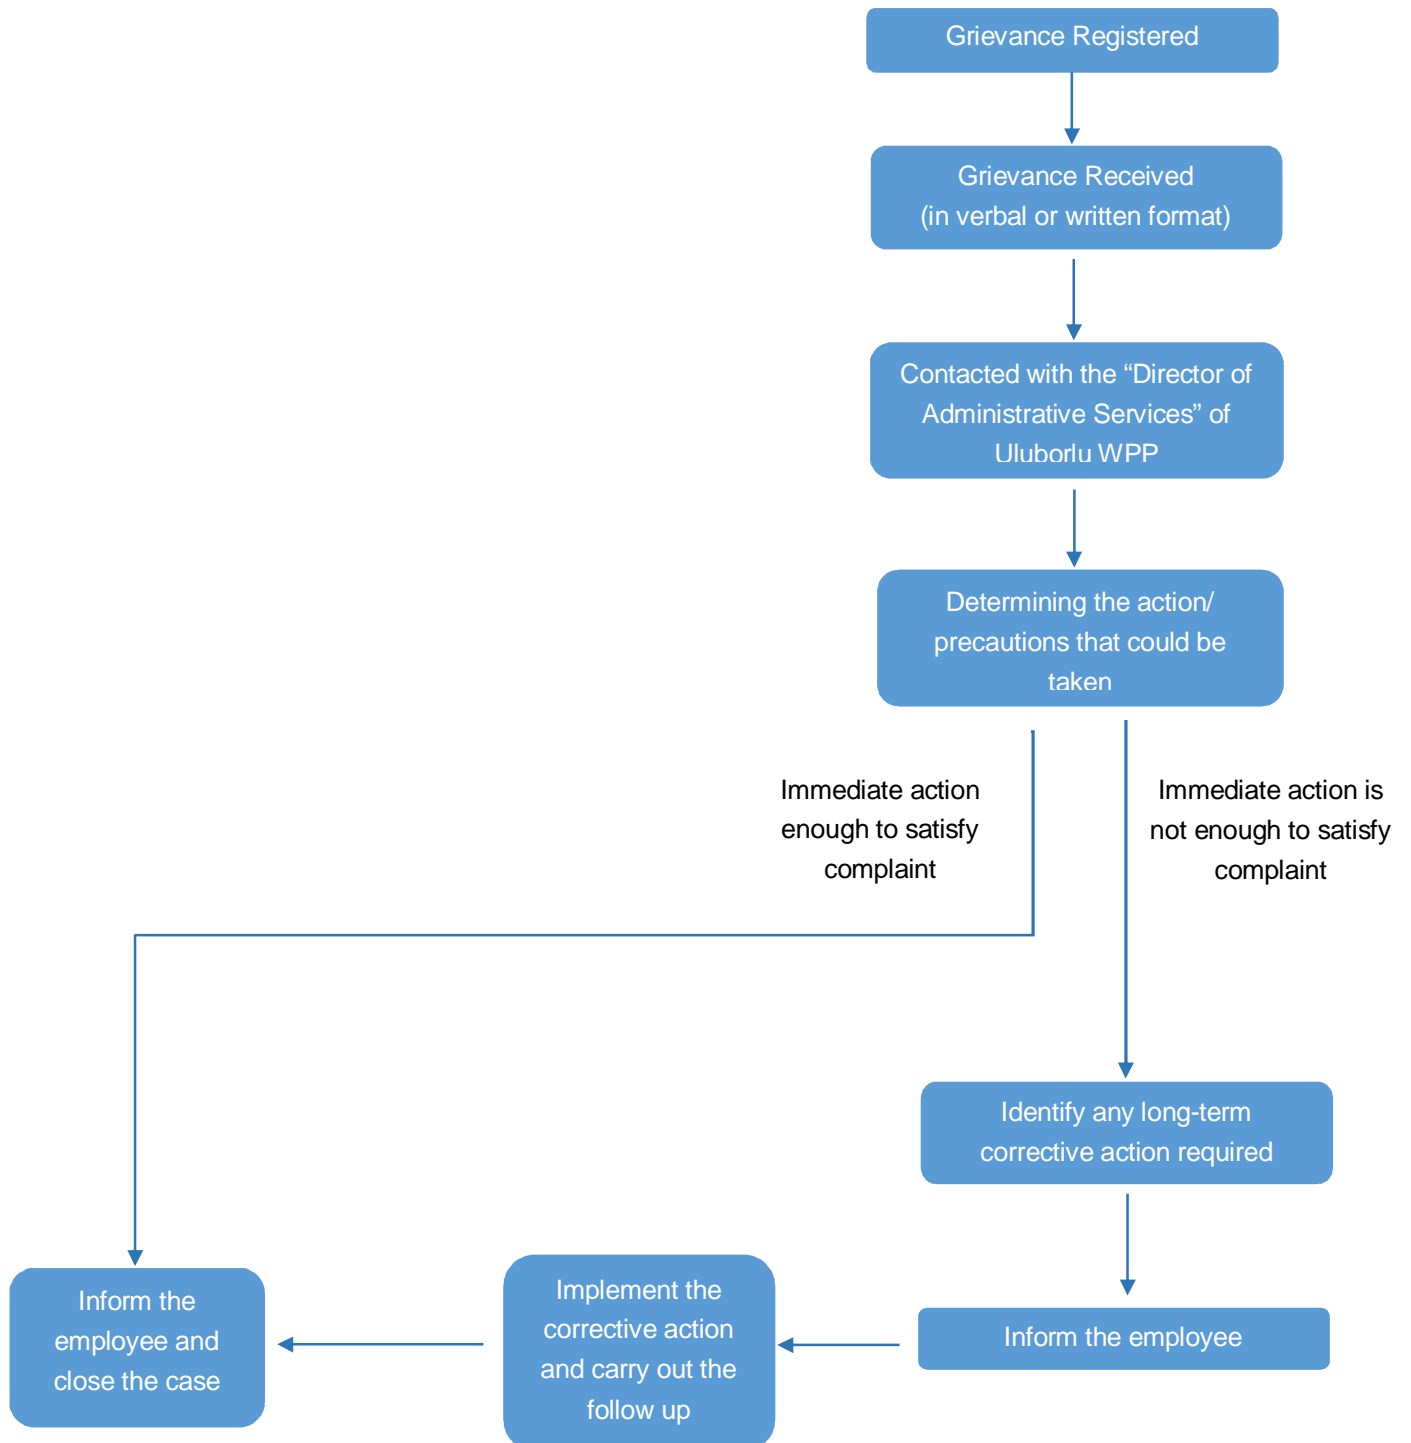 Grievance Registered
Grievance Received
(in verbal or written format)
Contacted with the “Director of
Administrative Services” of
Uluborlu WPP
Determining the action/
precautions that could be
taken
Immediate action
enough to satisfy
complaint
Immediate action is
not enough to satisfy
complaint
Identify any long-term
corrective action required
Inform the employee
Implement the
corrective action
and carry out the
follow up
Inform the
employee and
close the case